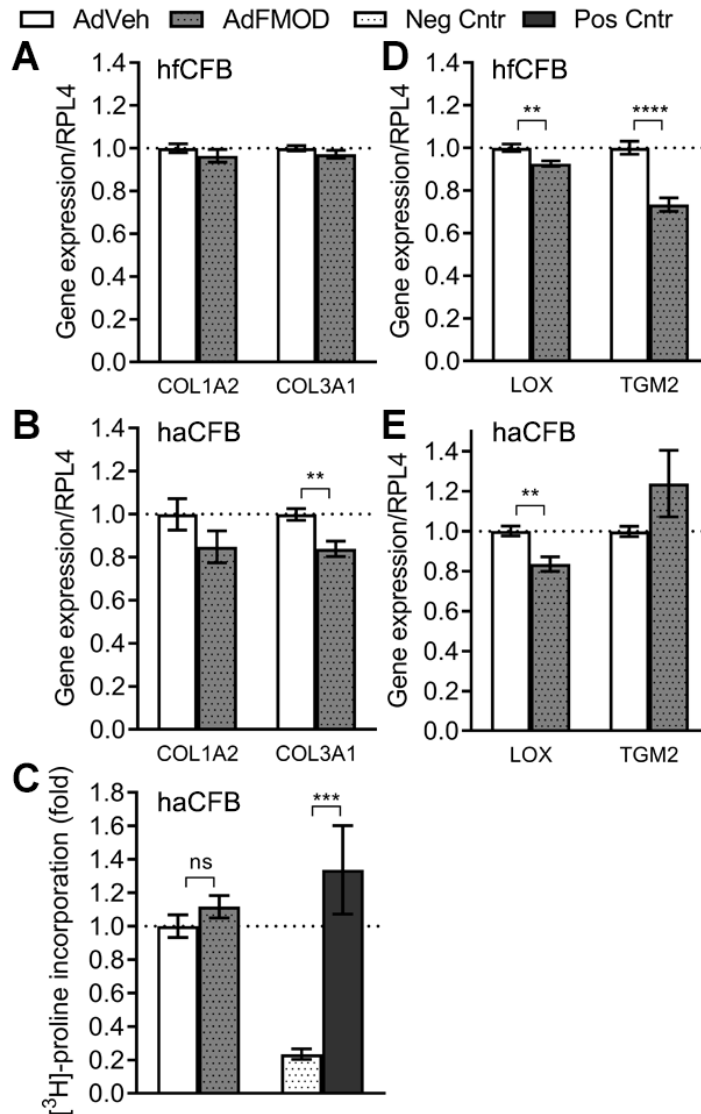 AdVeh AdFMOD Neg Cntr Pos Cntr
A
hfCFB
Gene expression/RPL4
1.4
1.2
1.0
0.8
0.6
0.4
0.2
0.0
COL1A2 COL3A1
D
hfCFB
Gene expression/RPL4
1.4
1.2
1.0
0.8
0.6
0.4
0.2
0.0
** ****
LOX TGM2
B
haCFB
Gene expression/RPL4
1.4
1.2
1.0
0.8
0.6
0.4
0.2
0.0
**
COL1A2 COL3A1
E
haCFB
Gene expression/RPL4
1.4
1.2
1.0
0.8
0.6
0.4
0.2
0.0
**
LOX TGM2
C
haCFB
[³H]-proline incorporation (fold)
1.8
1.6
1.4
1.2
1.0
0.8
0.6
0.4
0.2
0.0
ns ***